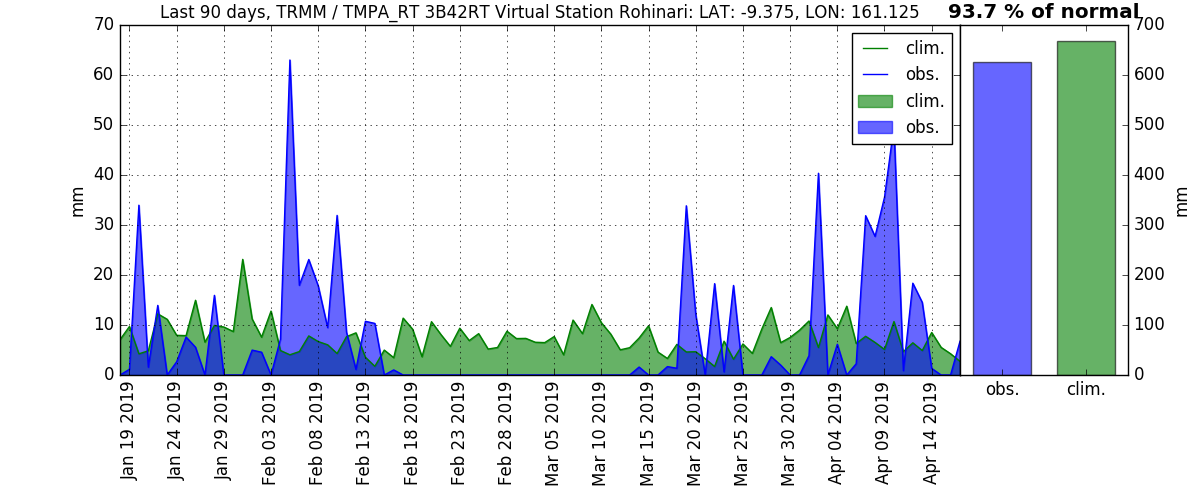 Last 90 days, TRMM / TMPA_RT 3B42RT Virtual Station Rohinari: LAT: -9.375, LON: 161.125
93.7 % of normal
70
60
50
40
30
20
10
0
mm
clim.
obs.
clim.
obs.
700
600
500
400
300
200
100
0
mm
Jan 19 2019
Jan 24 2019
Jan 29 2019
Feb 03 2019
Feb 08 2019
Feb 13 2019
Feb 18 2019
Feb 23 2019
Feb 28 2019
Mar 05 2019
Mar 10 2019
Mar 15 2019
Mar 20 2019
Mar 25 2019
Mar 30 2019
Apr 04 2019
Apr 09 2019
Apr 14 2019
obs.
clim.